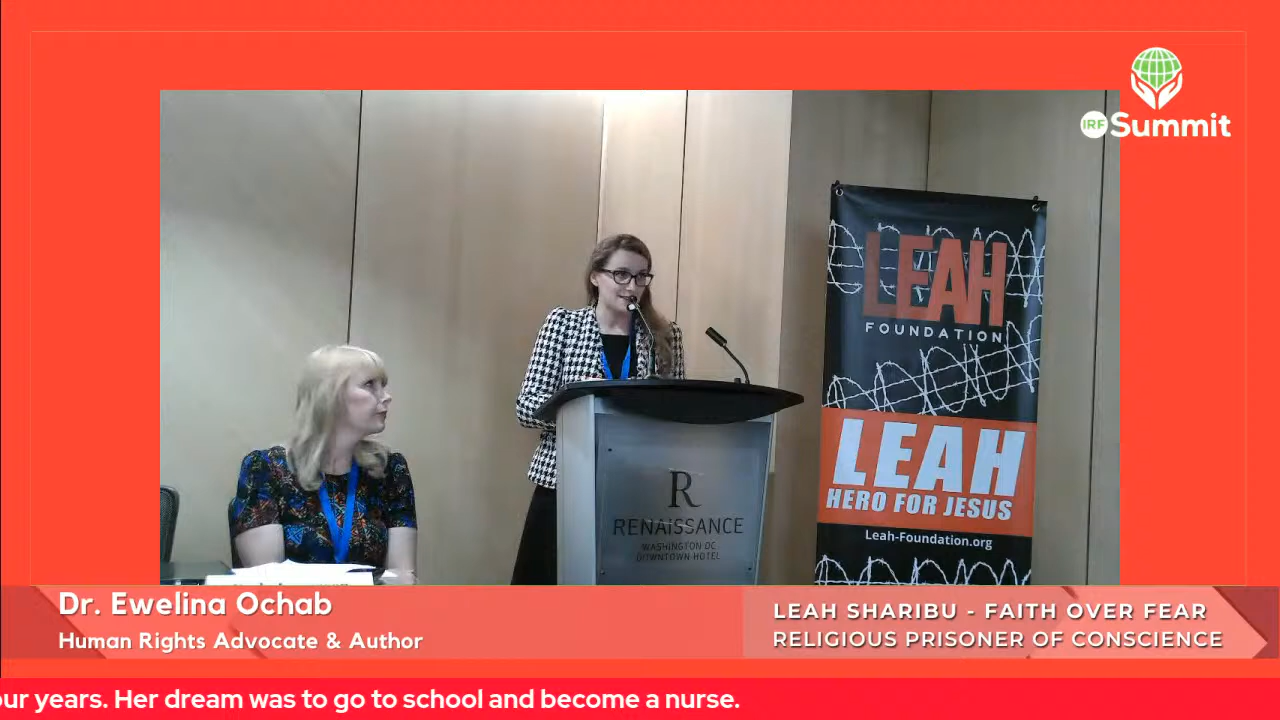 IRF Summit
LEAH
FOUNDATION
LEAH
HERO FOR JESUS
Leah-Foundation.org
R
RENAISSANCE
WASHINGTON DC
DOWNTOWN HOTEL
Dr. Ewelina Ochab
Human Rights Advocate & Author
LEAH SHARIBU - FAITH OVER FEAR
RELIGIOUS PRISONER OF CONSCIENCE
years. Her dream was to go to school and become a nurse.